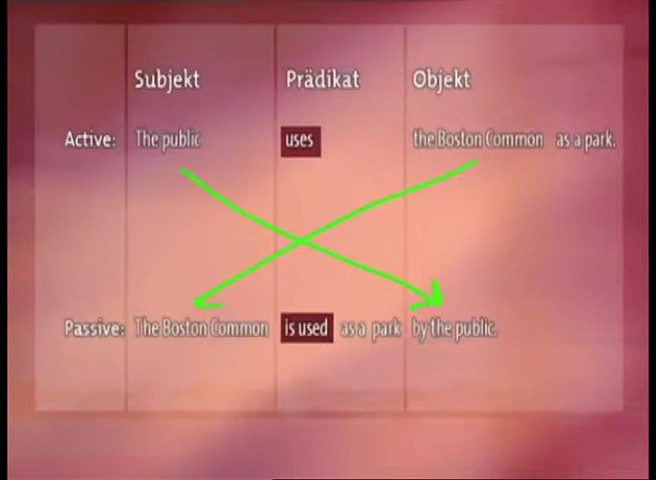 Subjekt Prädikat Objekt
Active: The public uses the Boston Common as a park.
Passive: The Boston Common is used as a park by the public.